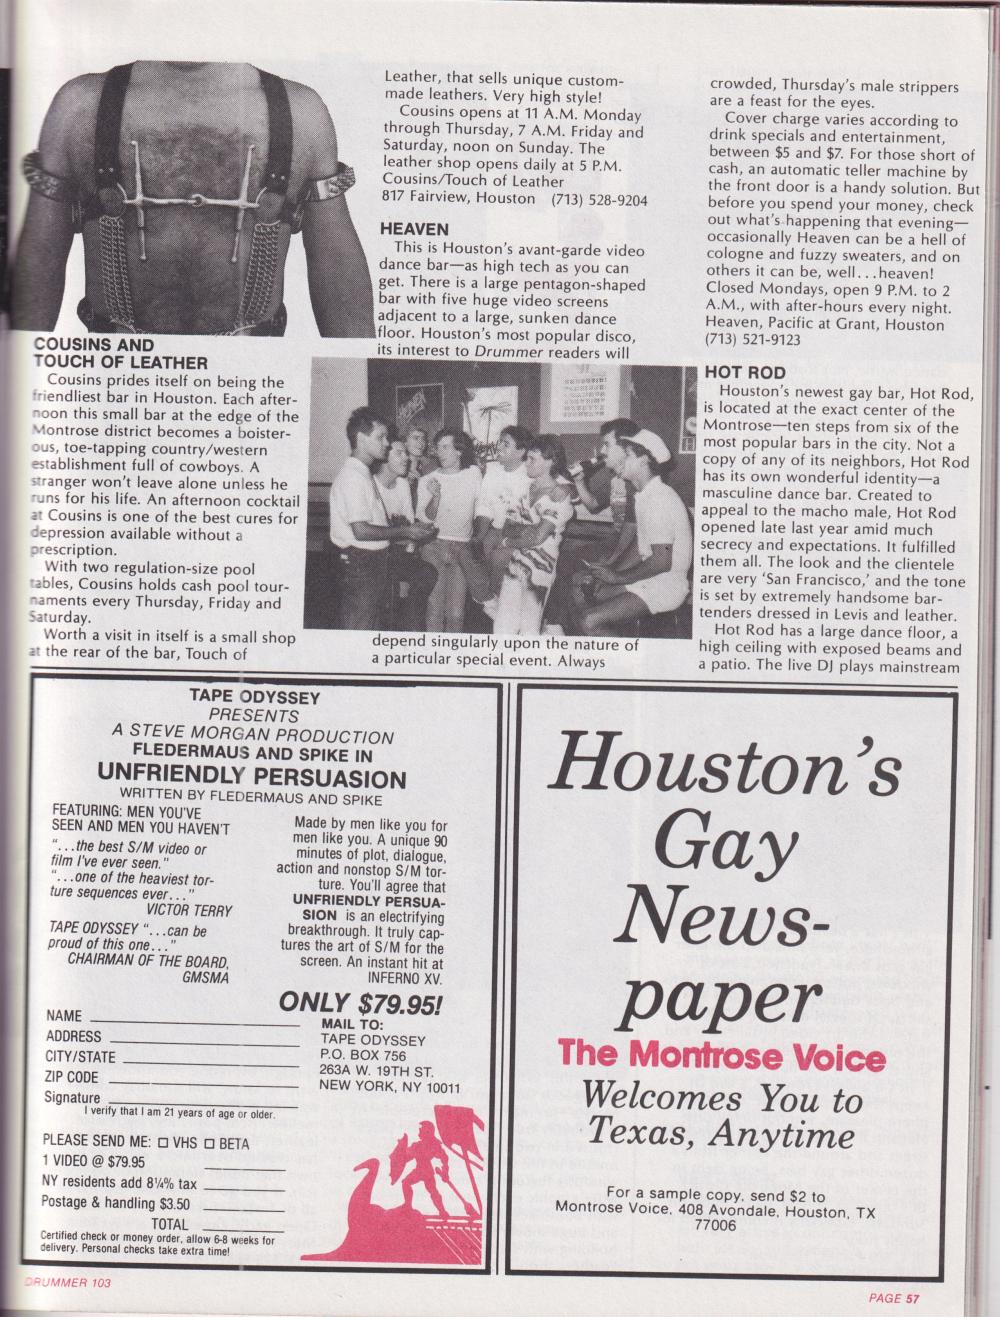 COUSINS AND
TOUCH OF LEATHER
Cousins prides itself on being the
friendliest bar in Houston. Each after-
noon this small bar at the edge of the
Montrose district becomes a boister-
ous, toe-tapping country/western
establishment full of cowboys. A
stranger won't leave alone unless he
runs for his life. An afternoon cocktail
at Cousins is one of the best cures for
depression available without a
prescription.
With two regulation-size pool
tables, Cousins holds cash pool tour-
naments every Thursday, Friday and
Saturday.
Worth a visit in itself is a small shop
at the rear of the bar, Touch of
Leather, that sells unique custom-
made leathers. Very high style!
Cousins opens at 11 A.M. Monday
through Thursday, 7 A.M. Friday and
Saturday, noon on Sunday. The
leather shop opens daily at 5 P.M.
Cousins/Touch of Leather
817 Fairview, Houston (713) 528-9204
HEAVEN
This is Houston's avant-garde video
dance bar—as high tech as you can
get. There is a large pentagon-shaped
bar with five huge video screens
adjacent to a large, sunken dance
floor. Houston's most popular disco,
its interest to Drummer readers will
HEAVEN
depend singularly upon the nature of
a particular special event. Always
crowded, Thursday's male strippers
are a feast for the eyes.
Cover charge varies according to
drink specials and entertainment,
between $5 and $7. For those short of
cash, an automatic teller machine by
the front door is a handy solution. But
before you spend your money, check
out what's happening that evening—
occasionally Heaven can be a hell of
cologne and fuzzy sweaters, and on
others it can be, well...heaven!
Closed Mondays, open 9 P.M. to 2
A.M., with after-hours every night.
Heaven, Pacific at Grant, Houston
(713) 521-9123
HOT ROD
Houston's newest gay bar, Hot Rod,
is located at the exact center of the
Montrose—ten steps from six of the
most popular bars in the city. Not a
copy of any of its neighbors, Hot Rod
has its own wonderful identity—a
masculine dance bar. Created to
appeal to the macho male, Hot Rod
opened late last year amid much
secrecy and expectations. It fulfilled
them all. The look and the clientele
are very 'San Francisco,' and the tone
is set by extremely handsome bar-
tenders dressed in Levis and leather.
Hot Rod has a large dance floor, a
high ceiling with exposed beams and
a patio. The live DJ plays mainstream
TAPE ODYSSEY
PRESENTS
A STEVE MORGAN PRODUCTION
FLEDERMAUS AND SPIKE IN
UNFRIENDLY PERSUASION
WRITTEN BY FLEDERMAUS AND SPIKE
FEATURING: MEN YOU'VE
SEEN AND MEN YOU HAVEN'T
"...the best S/M video or
film I've ever seen."
"...one of the heaviest tor-
ture sequences ever..."
VICTOR TERRY
TAPE ODYSSEY "...can be
proud of this one..."
CHAIRMAN OF THE BOARD,
GMSMA
Made by men like you for
men like you. A unique 90
minutes of plot, dialogue,
action and nonstop S/M tor-
ture. You'll agree that
UNFRIENDLY PERSUA-
SION is an electrifying
breakthrough. It truly cap-
tures the art of S/M for the
screen. An instant hit at
INFERNO XV.
ONLY $79.95!
NAME
ADDRESS
CITY/STATE
ZIP CODE
Signature
I verify that I am 21 years of age or older.
MAIL TO:
TAPE ODYSSEY
P.O. BOX 756
263A W. 19TH ST.
NEW YORK, NY 10011
PLEASE SEND ME: □ VHS □ BETA
1 VIDEO @ $79.95
NY residents add 8¼% tax
Postage & handling $3.50
TOTAL
Certified check or money order, allow 6-8 weeks for
delivery. Personal checks take extra time!
Houston's
Gay
News-
paper
The Montrose Voice
Welcomes You to
Texas, Anytime
For a sample copy, send $2 to
Montrose Voice, 408 Avondale, Houston, TX
77006
DRUMMER 103
PAGE 57